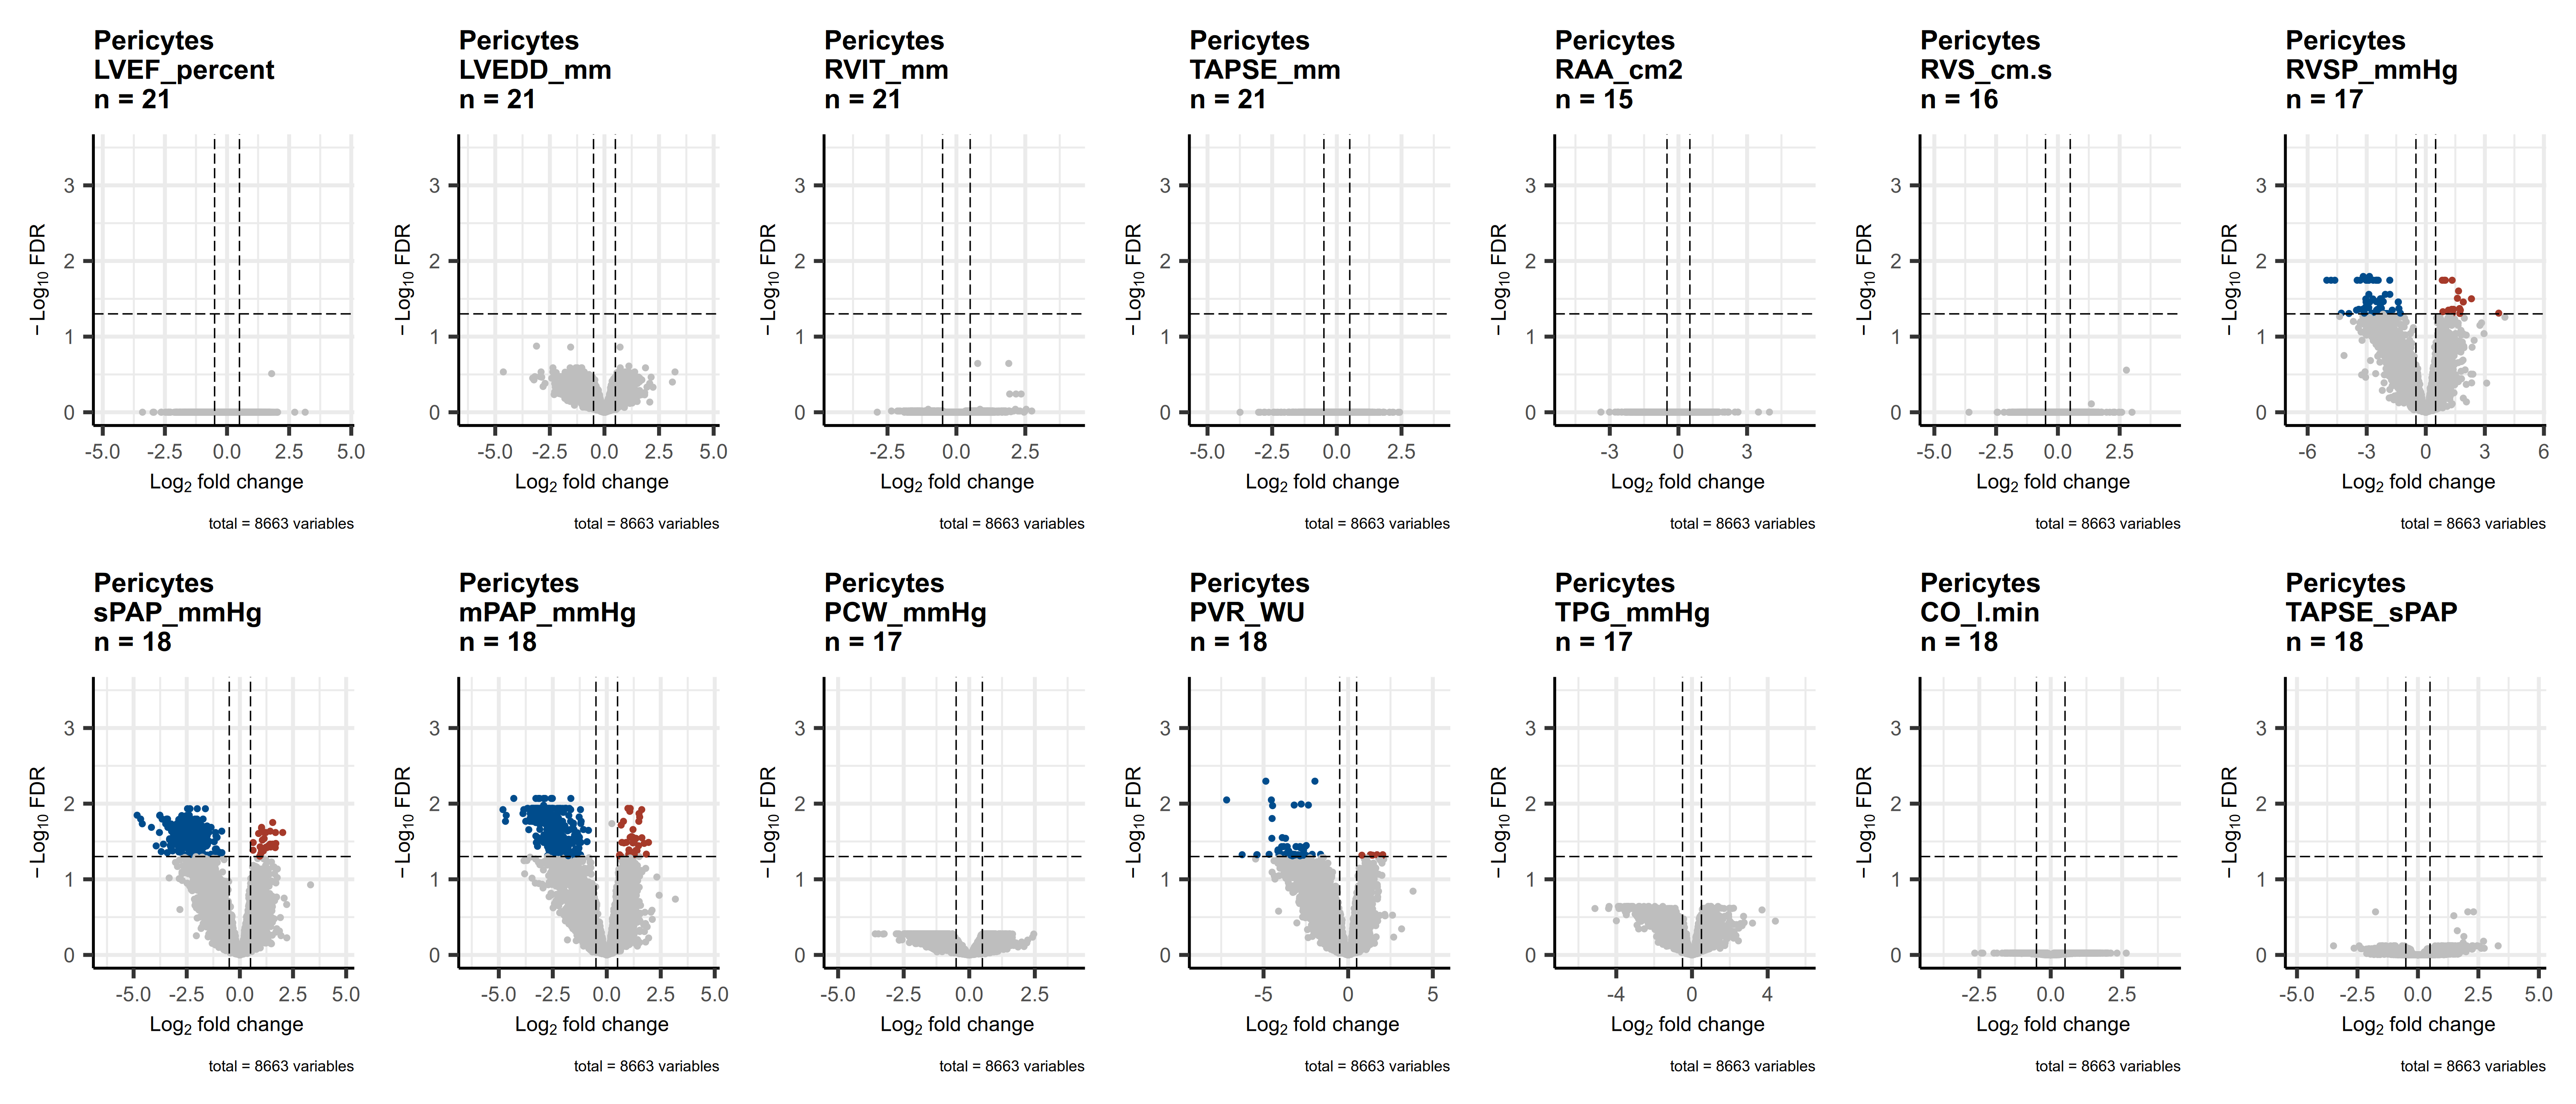 Pericytes
LVEF_percent
n = 21
3
2
1
0
− Log10 FDR
-5.0 -2.5 0.0 2.5 5.0
Log2 fold change
total = 8663 variables
Pericytes
LVEDD_mm
n = 21
3
2
1
0
− Log10 FDR
-5.0 -2.5 0.0 2.5 5.0
Log2 fold change
total = 8663 variables
Pericytes
RVIT_mm
n = 21
3
2
1
0
− Log10 FDR
-2.5 0.0 2.5
Log2 fold change
total = 8663 variables
Pericytes
TAPSE_mm
n = 21
3
2
1
0
− Log10 FDR
-5.0 -2.5 0.0 2.5
Log2 fold change
total = 8663 variables
Pericytes
RAA_cm2
n = 15
3
2
1
0
− Log10 FDR
-3 0 3
Log2 fold change
total = 8663 variables
Pericytes
RVS_cm.s
n = 16
3
2
1
0
− Log10 FDR
-5.0 -2.5 0.0 2.5
Log2 fold change
total = 8663 variables
Pericytes
RVSP_mmHg
n = 17
3
2
1
0
− Log10 FDR
-6 -3 0 3 6
Log2 fold change
total = 8663 variables
Pericytes
sPAP_mmHg
n = 18
3
2
1
0
− Log10 FDR
-5.0 -2.5 0.0 2.5 5.0
Log2 fold change
total = 8663 variables
Pericytes
mPAP_mmHg
n = 18
3
2
1
0
− Log10 FDR
-5.0 -2.5 0.0 2.5 5.0
Log2 fold change
total = 8663 variables
Pericytes
PCW_mmHg
n = 17
3
2
1
0
− Log10 FDR
-5.0 -2.5 0.0 2.5
Log2 fold change
total = 8663 variables
Pericytes
PVR_WU
n = 18
3
2
1
0
− Log10 FDR
-5 0 5
Log2 fold change
total = 8663 variables
Pericytes
TPG_mmHg
n = 17
3
2
1
0
− Log10 FDR
-4 0 4
Log2 fold change
total = 8663 variables
Pericytes
CO_l.min
n = 18
3
2
1
0
− Log10 FDR
-2.5 0.0 2.5
Log2 fold change
total = 8663 variables
Pericytes
TAPSE_sPAP
n = 18
3
2
1
0
− Log10 FDR
-5.0 -2.5 0.0 2.5 5.0
Log2 fold change
total = 8663 variables